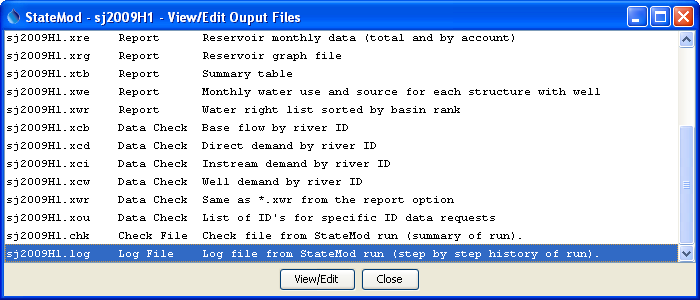 StateMod - sj2009H1 - View/Edit Ouput Files
sj2009H1.xre Report Reservoir monthly data (total and by account)
sj2009H1.xrg Report Reservoir graph file
sj2009H1.xtb Report Summary table
sj2009H1.xwe Report Monthly water use and source for each structure with well
sj2009H1.xwr Report Water right list sorted by basin rank
sj2009H1.xcb Data Check Base flow by river ID
sj2009H1.xcd Data Check Direct demand by river ID
sj2009H1.xci Data Check Instream demand by river ID
sj2009H1.xcw Data Check Well demand by river ID
sj2009H1.xwr Data Check Same as *.xwr from the report option
sj2009H1.xou Data Check List of ID's for specific ID data requests
sj2009H1.chk Check File Check file from StateMod run (summary of run).
sj2009H1.log Log File Log file from StateMod run (step by step history of run).
View/Edit Close